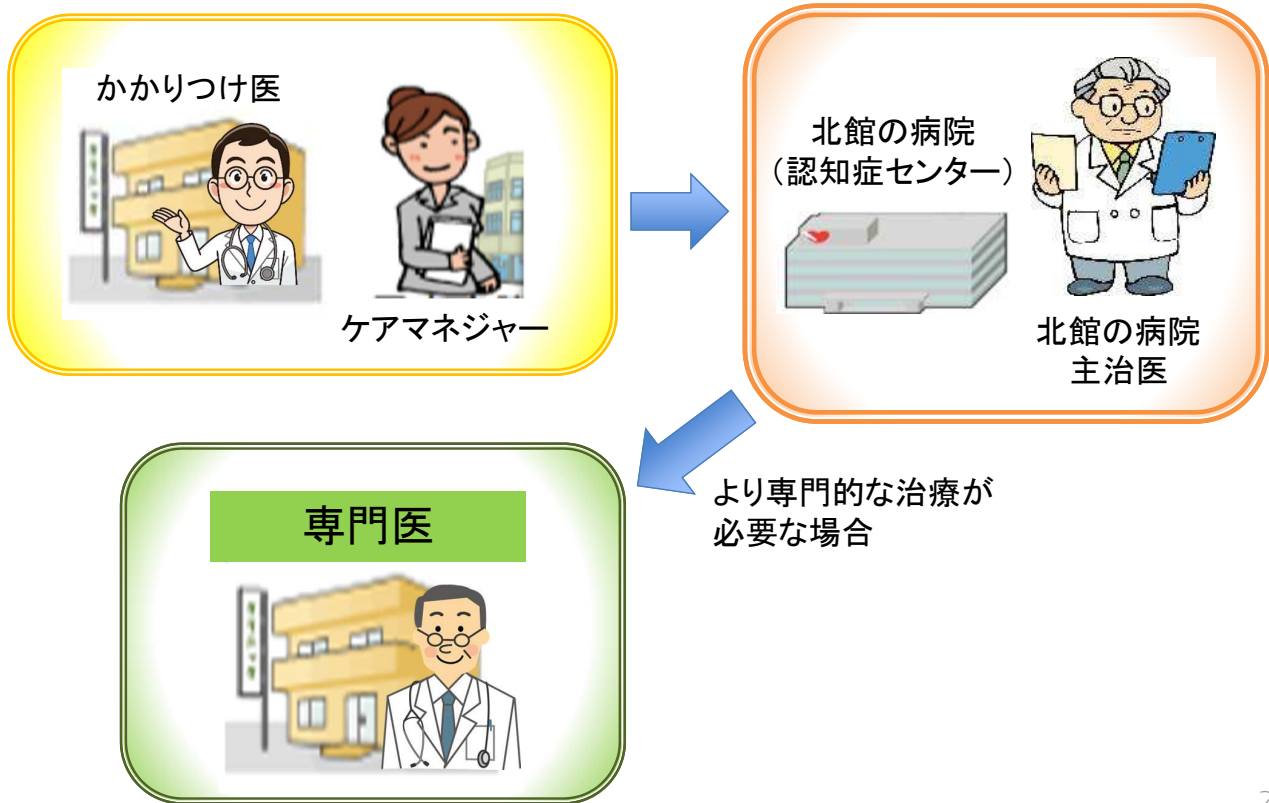 かかりつけ医
ケアマネジャー
北館の病院
（認知症センター）
北館の病院
主治医
より専門的な治療が
必要な場合
専門医